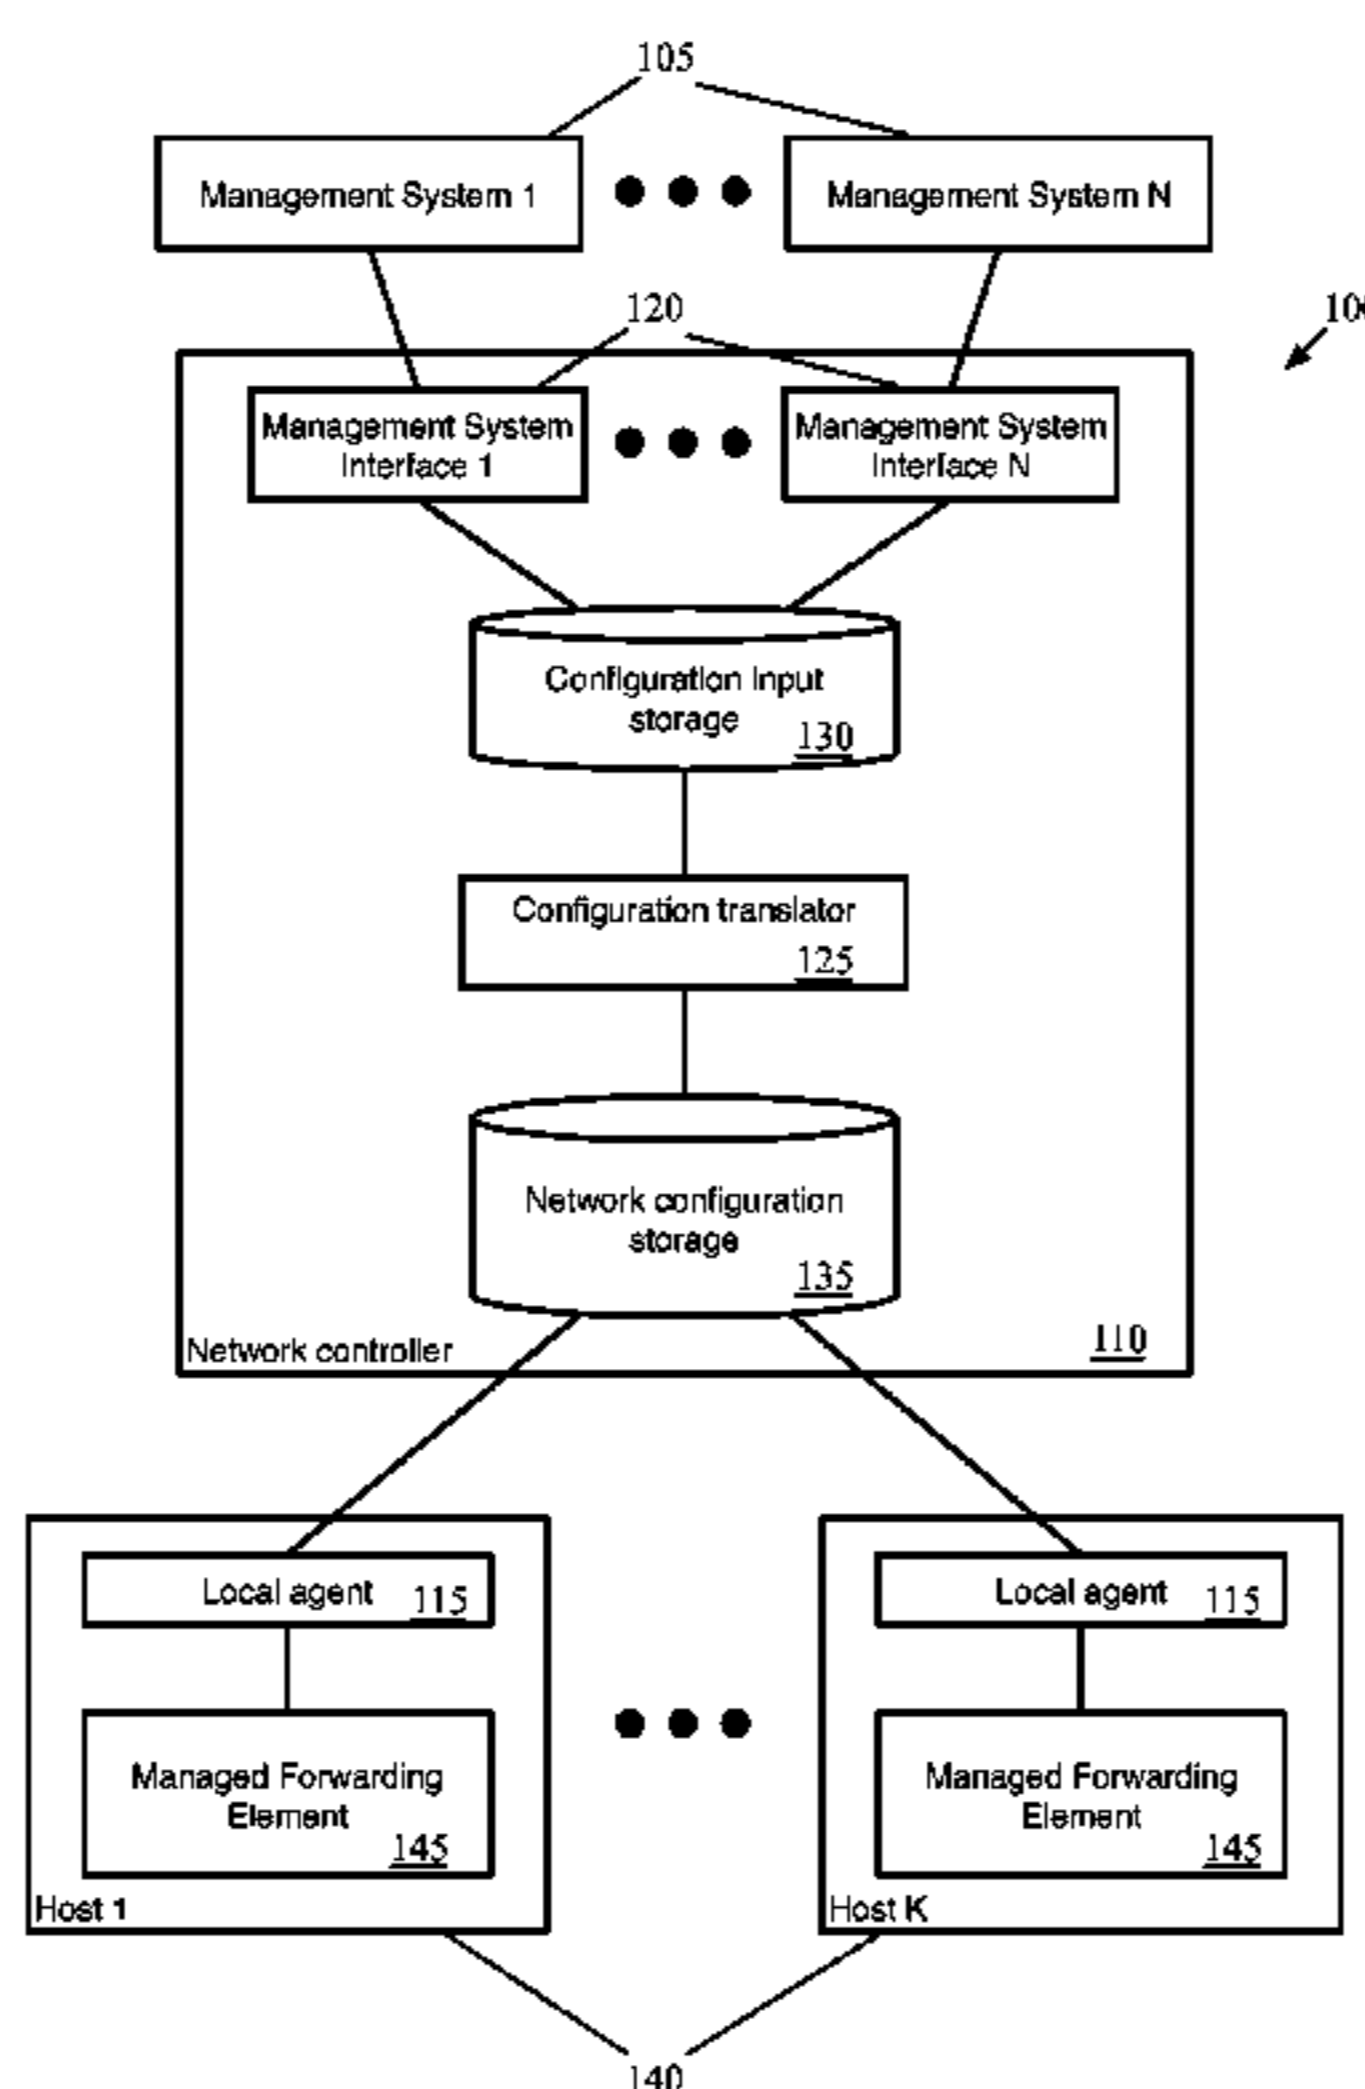 105
Management System 1
Management System N
120
100
Management System
Interface 1
Management System
Interface N
Configuration input
storage
130
Configuration translator
125
Network configuration
storage
135
Network controller
110
Local agent
115
Local agent
115
Managed Forwarding
Element
145
Managed Forwarding
Element
145
Host 1
Host K
140